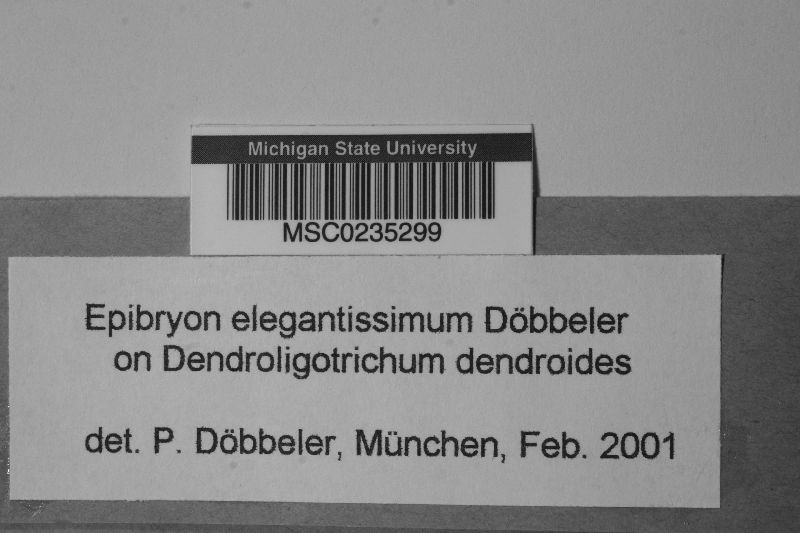 Michigan State University
MSC0235299
Epibryon elegantissimum Döbbeler
on Dendroligotrichum dendroides
det. P. Döbbeler, München, Feb. 2001